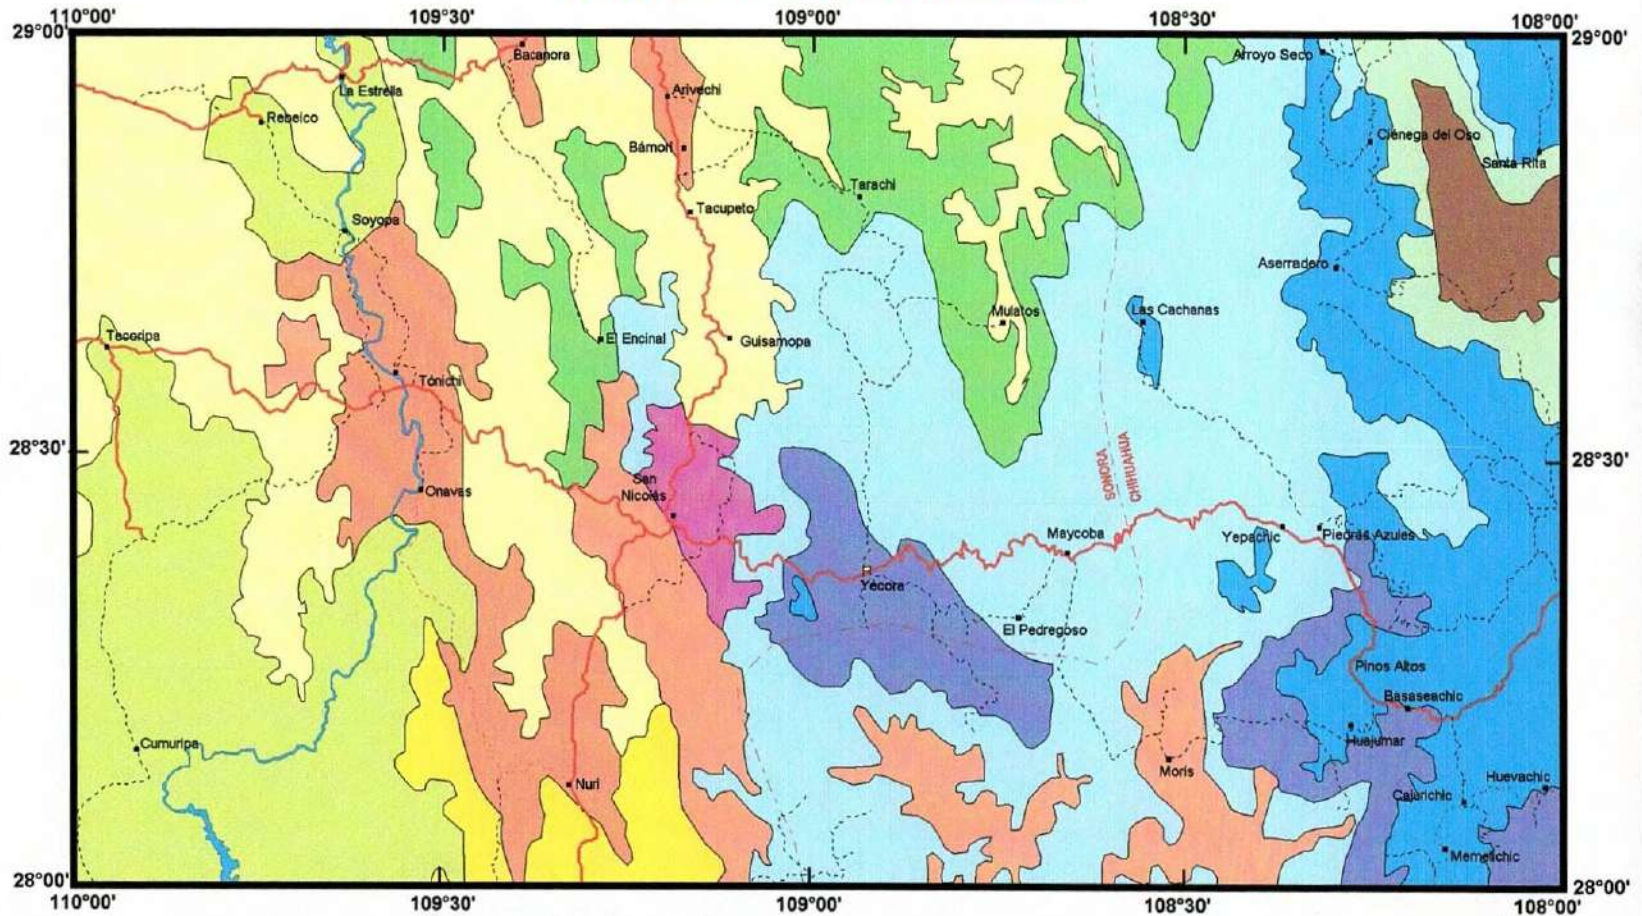 110°00'
109°30'
109°00'
108°30'
108°00'
29°00'
29°00'
Bacanora
Arroyo Seco
La Estrella
Arivechi
Rebeico
Ciénega del Oso
Bámori
Santa Rita
Tarachi
Tacupeto
Soyopa
Aserradero
Mulatos
Las Cachanas
Tecoripa
El Encinal
Guisamopa
Tónichi
28°30'
28°30'
SONORA
CHIHUAHUA
San
Nicolás
Onavas
Maycoba
Yepachic
Piedras Azules
Yécora
El Pedregoso
Pinos Altos
Basaseachic
Cumuripa
Huajumar
Moris
Nuri
Huevachic
Cajurichic
Memelichic
28°00'
28°00'
110°00'
109°30'
109°00'
108°30'
108°00'